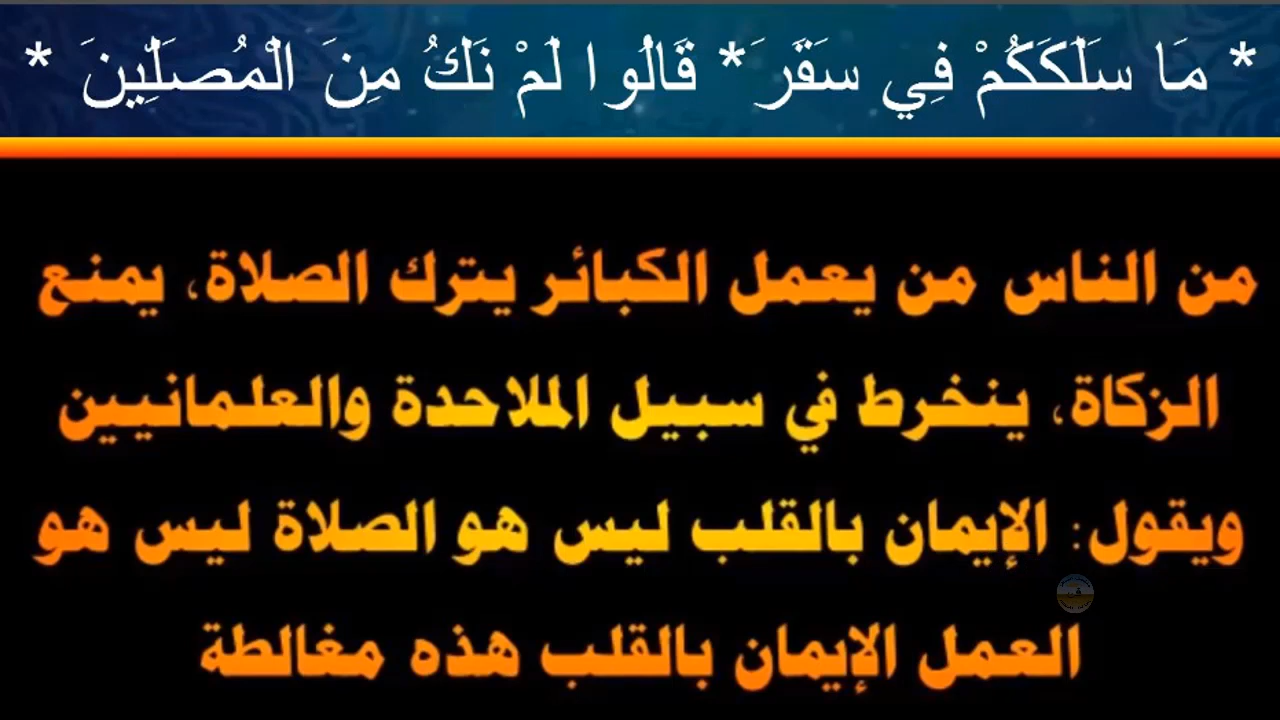 * مَا سَلَكَكُمْ فِي سَقَرَ * قَالُوا لَمْ نَكُ مِنَ الْمُصَلِّينَ *
من الناس من يعمل الكبائر يترك الصلاة، يمنع
الزكاة، ينخرط في سبيل الملاحدة والعلمانيين
ويقول: الإيمان بالقلب ليس هو الصلاة ليس هو
العمل الإيمان بالقلب هذه مغالطة